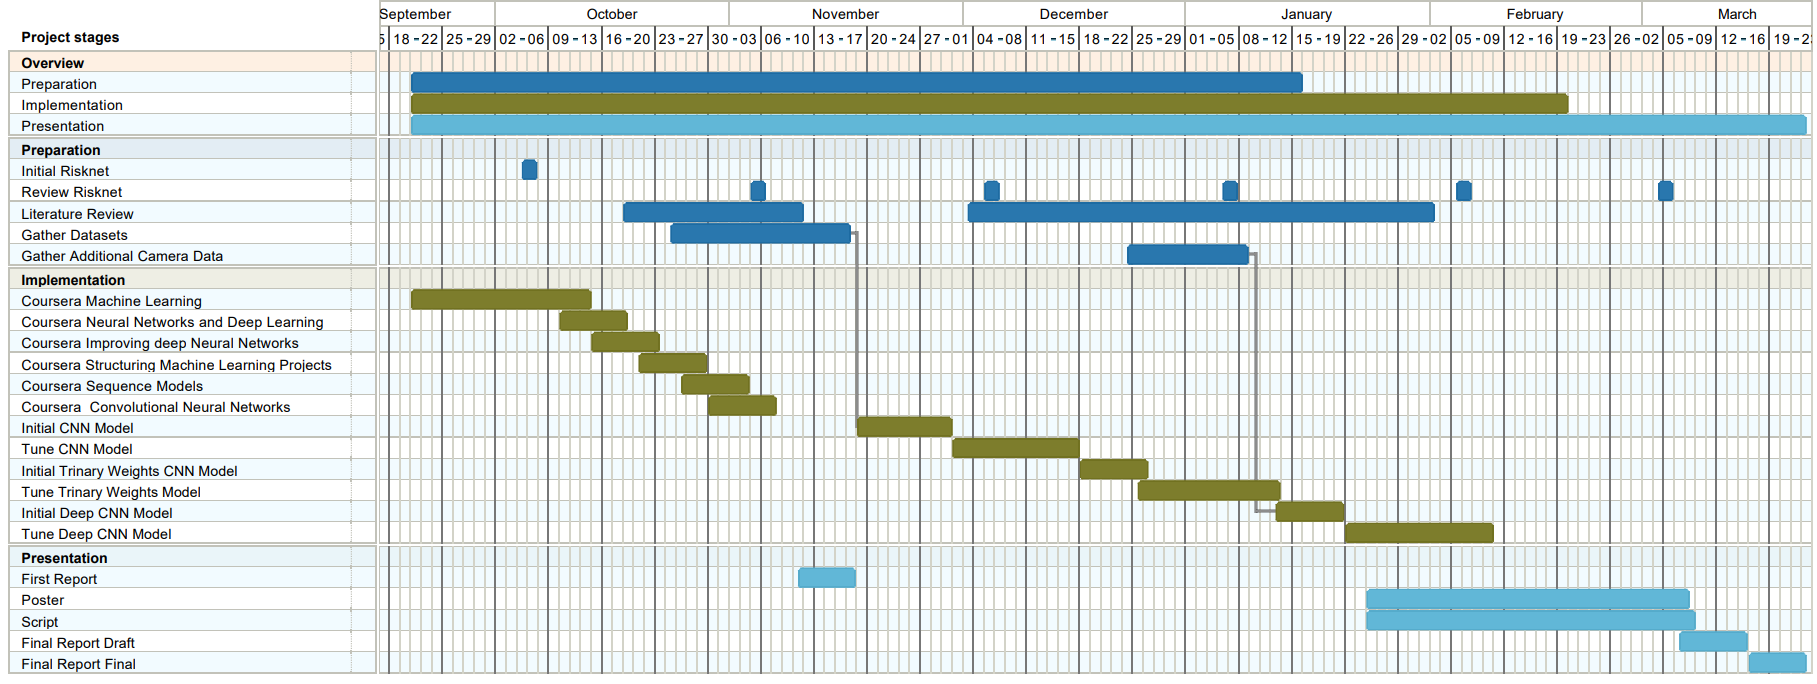 September October November December January February March
Project stages 5 18 - 22 25 - 29 02 - 06 09 - 13 16 - 20 23 - 27 30 - 03 06 - 10 13 - 17 20 - 24 27 - 01 04 - 08 11 - 15 18 - 22 25 - 29 01 - 05 08 - 12 15 - 19 22 - 26 29 - 02 05 - 09 12 - 16 19 - 23 26 - 02 05 - 09 12 - 16 19 - 2
Overview
Preparation
Implementation
Presentation
Preparation
Initial Risknet
Review Risknet
Literature Review
Gather Datasets
Gather Additional Camera Data
Implementation
Coursera Machine Learning
Coursera Neural Networks and Deep Learning
Coursera Improving deep Neural Networks
Coursera Structuring Machine Learning Projects
Coursera Sequence Models
Coursera  Convolutional Neural Networks
Initial CNN Model
Tune CNN Model
Initial Trinary Weights CNN Model
Tune Trinary Weights Model
Initial Deep CNN Model
Tune Deep CNN Model
Presentation
First Report
Poster
Script
Final Report Draft
Final Report Final